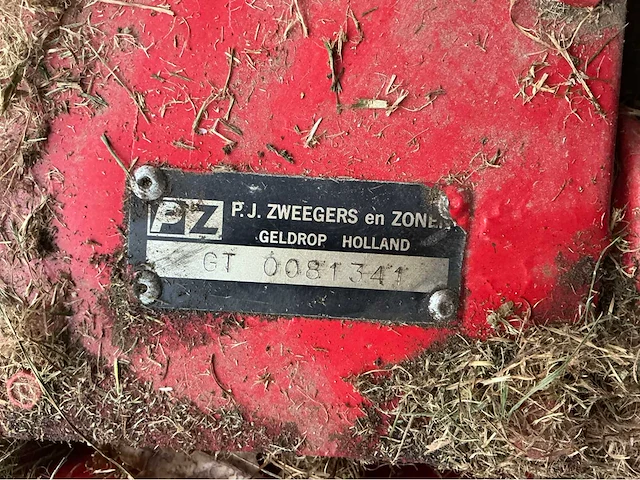 PZ
P.J. ZWEEGERS en ZONEN
GELDROP HOLLAND
GT 0081341